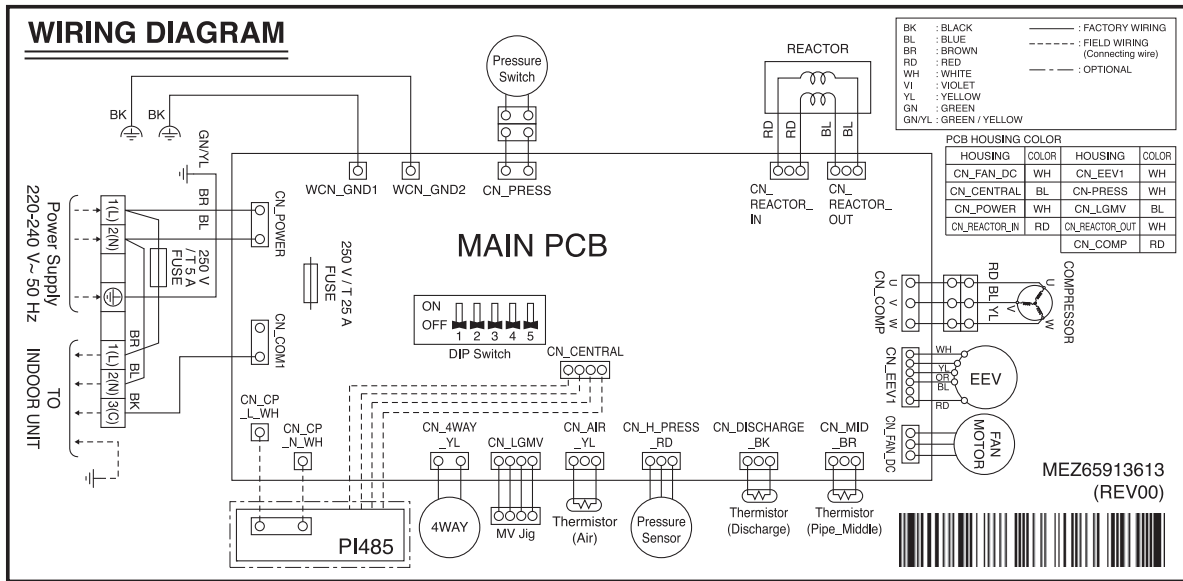 WIRING DIAGRAM
BK : BLACK
BL : BLUE
BR : BROWN
RD : RED
WH : WHITE
VI : VIOLET
YL : YELLOW
GN : GREEN
GN/YL : GREEN / YELLOW
: FACTORY WIRING
: FIELD WIRING
(Connecting wire)
: OPTIONAL
PCB HOUSING COLOR
HOUSING COLOR HOUSING COLOR
CN_FAN_DC WH CN_EEV1 WH
CN_CENTRAL BL CN-PRESS WH
CN_POWER WH CN_LGMV BL
CN_REACTOR_IN RD CN_REACTOR_OUT WH
CN_COMP RD
Pressure
Switch
REACTOR
RD RD BL BL
BK BK
GN/YL
WCN_GND1 WCN_GND2 CN_PRESS
CN_
REACTOR_
IN
CN_
REACTOR_
OUT
Power Supply
220-240 V~ 50 Hz
1(L) 2(N)
BR BL
250 V
/ T 5 A
FUSE
CN_POWER
250 V / T 25 A
FUSE
MAIN PCB
ON
OFF
1 2 3 4 5
DIP Switch
CN_CENTRAL
CN_COMP
U
V
W
RD BL YL
U
V
W
COMPRESSOR
CN_EEV1
WH
YL
OR
BL
RD
EEV
CN_FAN_DC
FAN
MOTOR
TO
INDOOR UNIT
1(L) 2(N) 3(C)
BR BL BK
CN_COM1
CN_CP
_L_WH
CN_CP
_N_WH
PI485
CN_4WAY
_YL
4WAY
CN_LGMV
MV Jig
CN_AIR
_YL
Thermistor
(Air)
CN_H_PRESS
_RD
Pressure
Sensor
CN_DISCHARGE
_BK
Thermistor
(Discharge)
CN_MID
_BR
Thermistor
(Pipe_Middle)
MEZ65913613
(REV00)